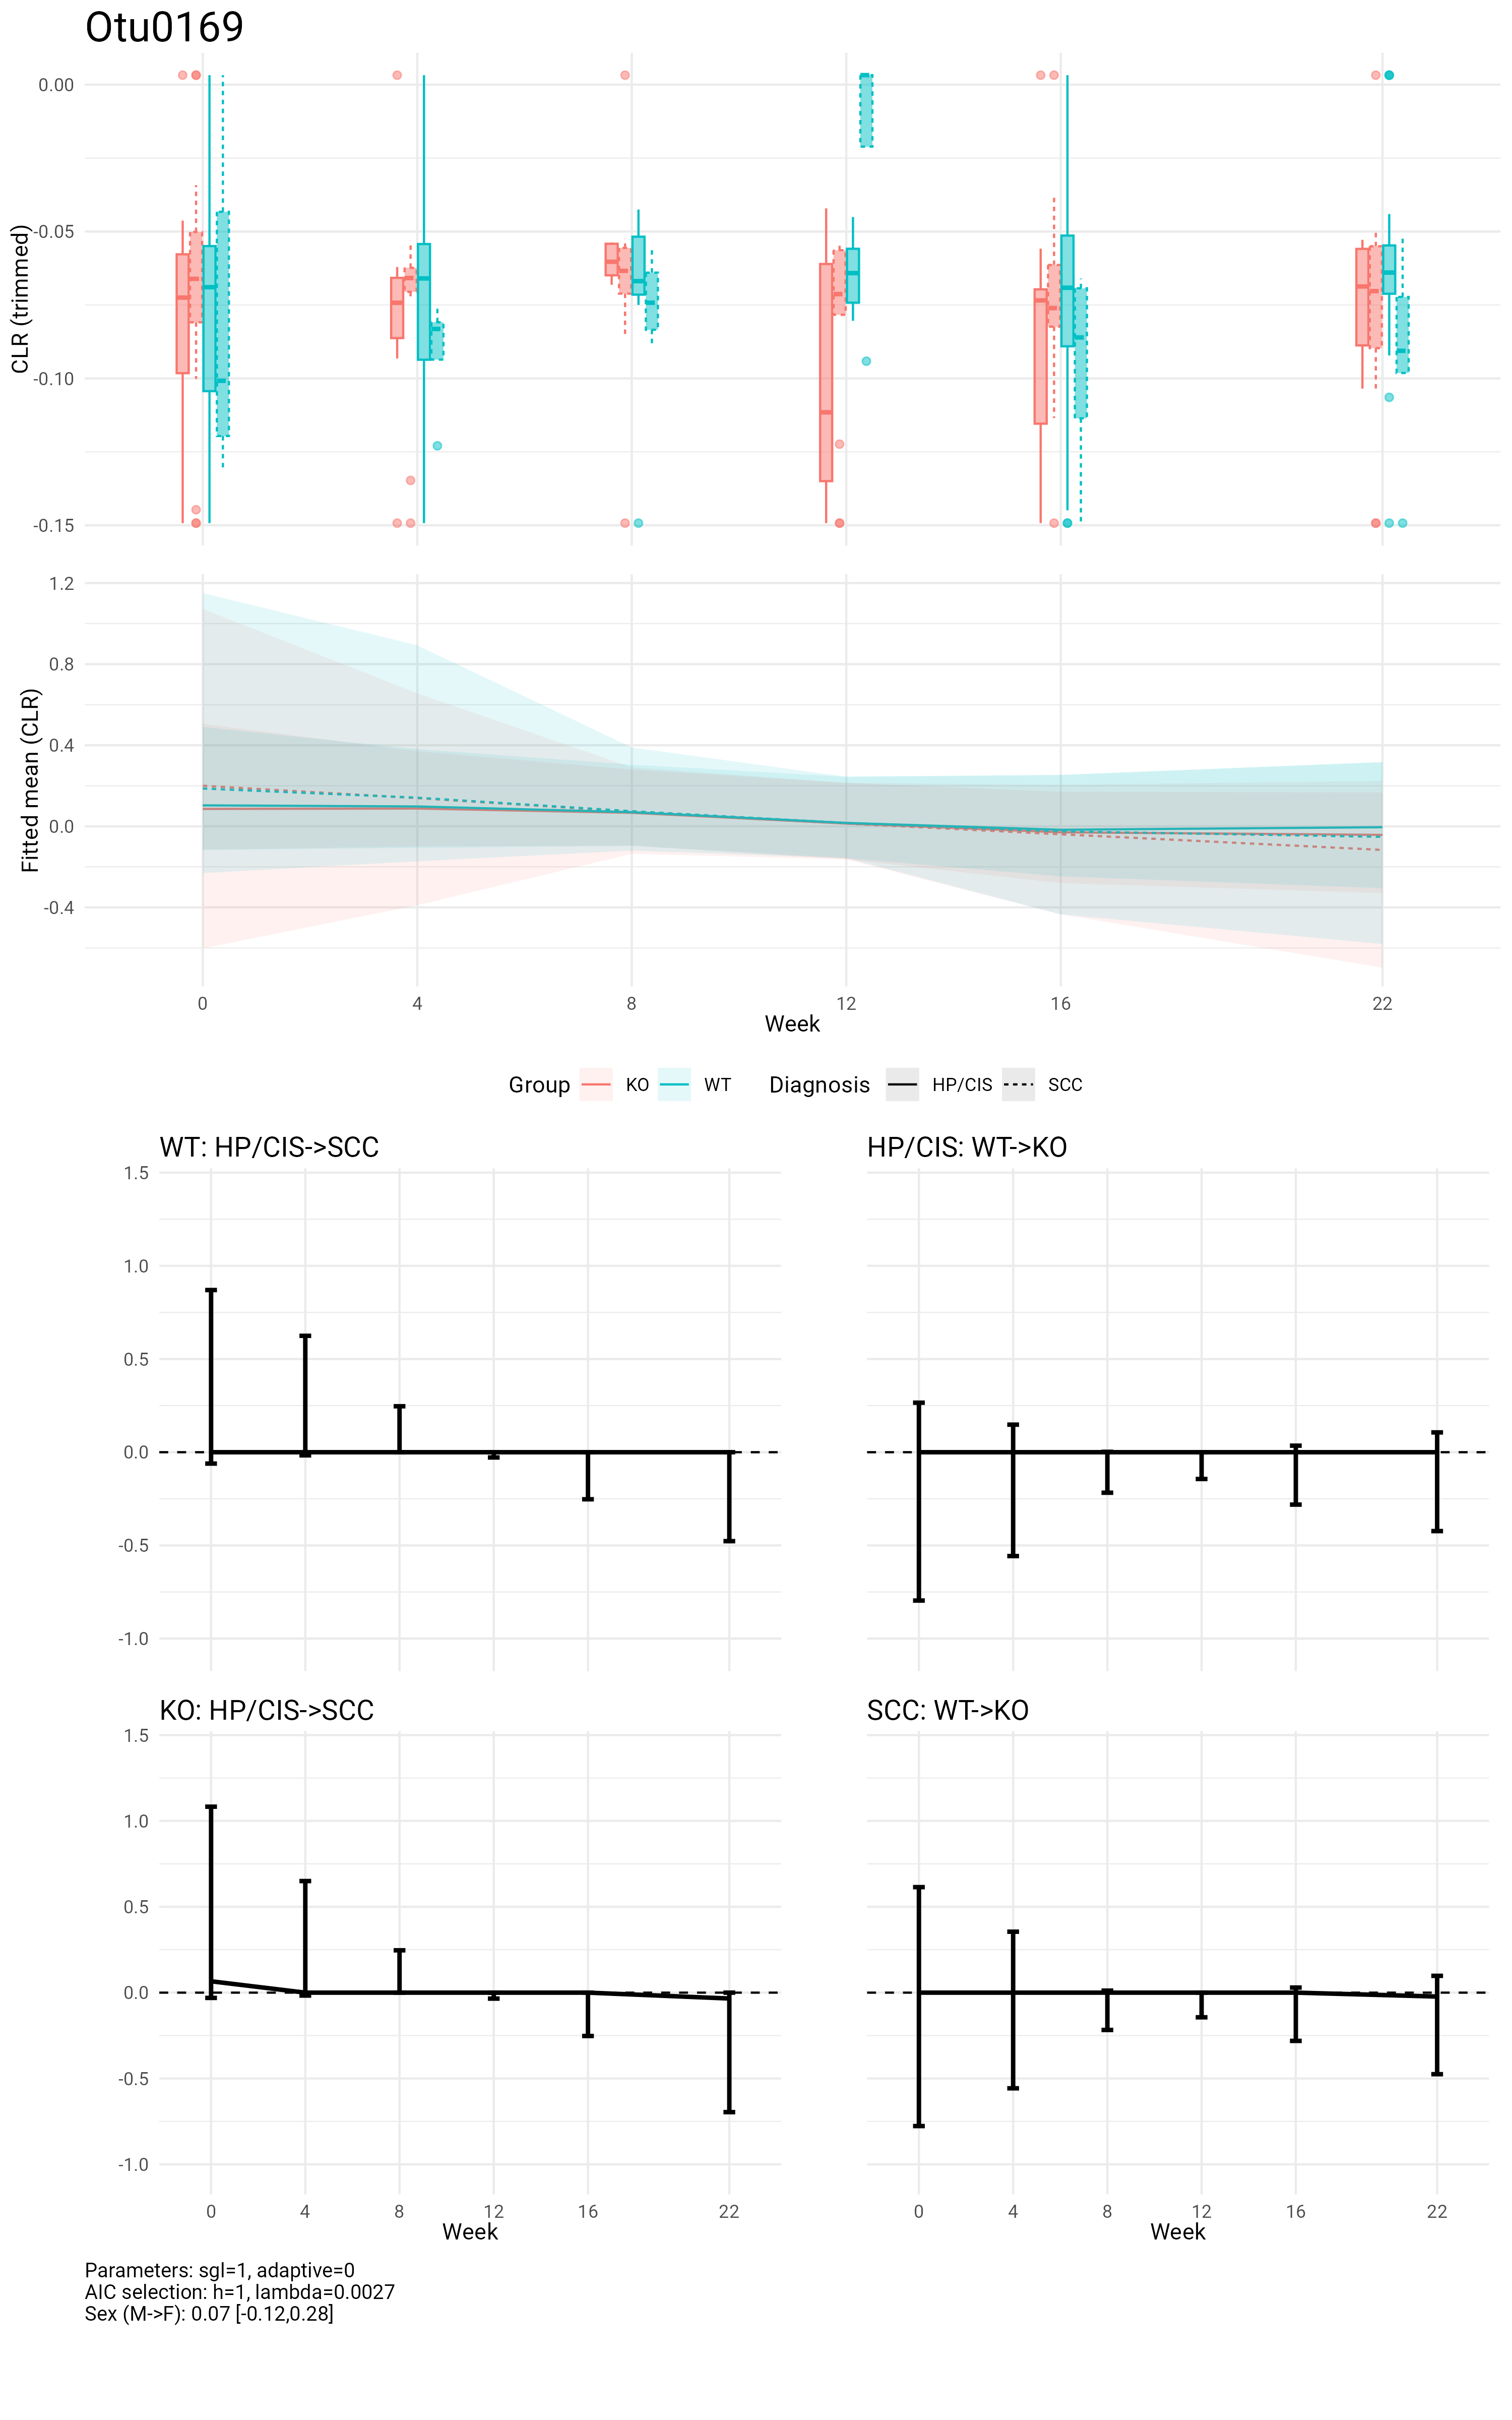 Otu0169
0.00
-0.05
-0.10
-0.15
CLR (trimmed)
1.2
0.8
0.4
0.0
-0.4
Fitted mean (CLR)
0 4 8 12 16 22
Week
Group KO WT Diagnosis HP/CIS SCC
WT: HP/CIS->SCC HP/CIS: WT->KO
1.5
1.0
0.5
0.0
-0.5
-1.0
KO: HP/CIS->SCC SCC: WT->KO
1.5
1.0
0.5
0.0
-0.5
-1.0
0 4 8 12 16 22 0 4 8 12 16 22
Week Week
Parameters: sgl=1, adaptive=0
AIC selection: h=1, lambda=0.0027
Sex (M->F): 0.07 [-0.12,0.28]